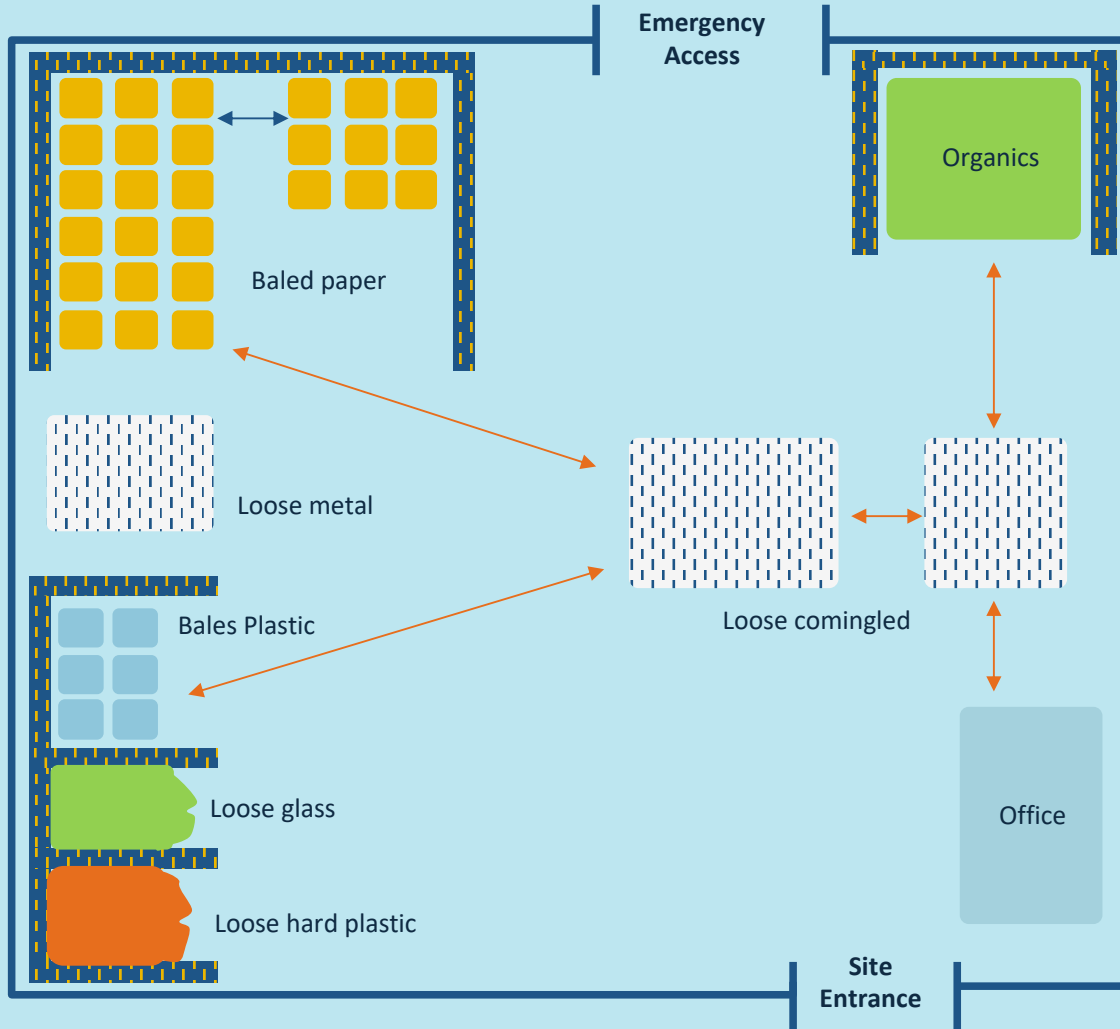 Emergency
Access
Organics
Baled paper
Loose metal
Loose comingled
Bales Plastic
Loose glass
Office
Loose hard plastic
Site
Entrance